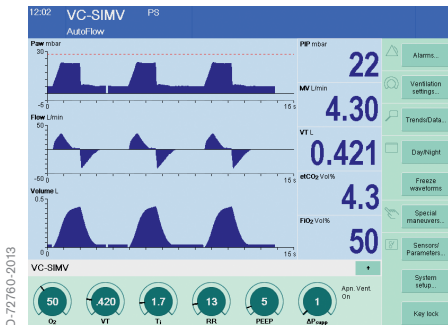 12:02 VC-SIMV PS
AutoFlow
Paw mbar
30
-5 0 15 s
Flow L/min
50
-50 0 15 s
Volume L
0.5
0 0 15 s
PIP mbar
22
MV L/min
4.30
VT L
0.421
etCO2 Vol%
4.3
FiO2 Vol%
50
Alarms...
Ventilation
settings...
Trends/Data...
Day/Night
Freeze
waveforms
Special
maneuvers...
Sensors/
Parameters...
System
setup...
Key lock
VC-SIMV
50 .420 1.7 13 5 1
O2 VT Ti RR PEEP ΔPsupp
Apn. Vent.
On
D-72760-2013